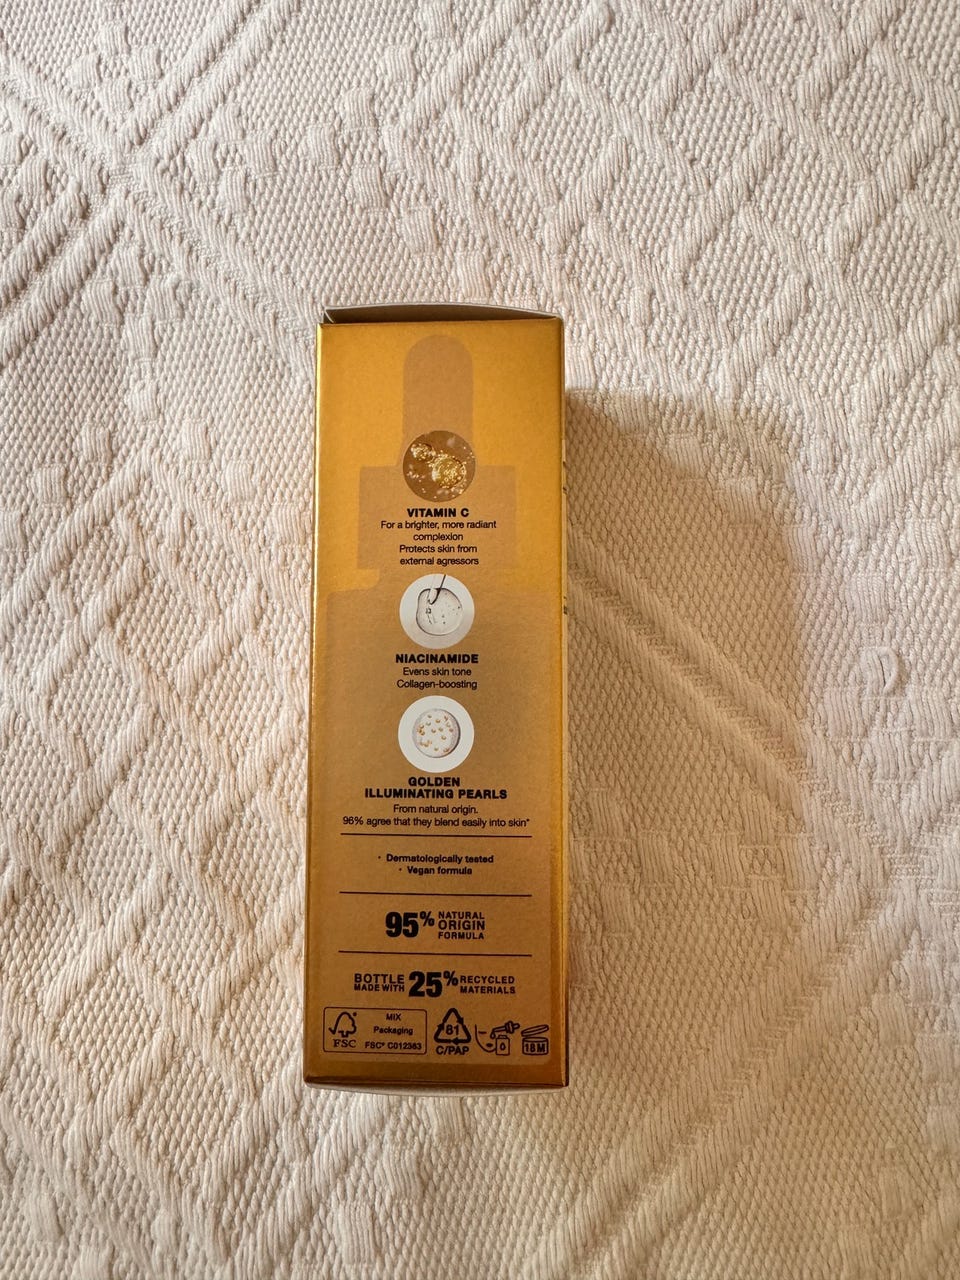 VITAMIN C
For a brighter, more radiant
complexion
Protects skin from
external agressors
NIACINAMIDE
Evens skin tone
Collagen-boosting
GOLDEN
ILLUMINATING PEARLS
From natural origin.
96% agree that they blend easily into skin*
• Dermatologically tested
• Vegan formula
95% NATURAL ORIGIN FORMULA
BOTTLE MADE WITH 25% RECYCLED MATERIALS
FSC
MIX
Packaging
FSC® C012363
81
C/PAP
18M